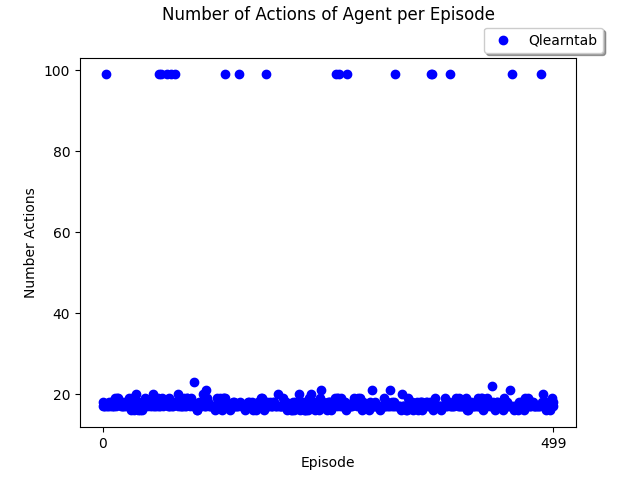 Number of Actions of Agent per Episode
Qlearntab
100
80
60
40
20
Number Actions
0
499
Episode